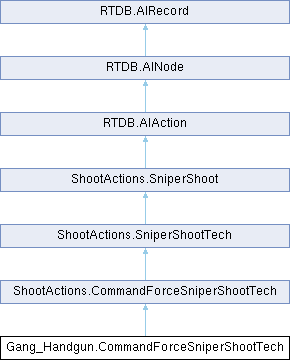 RTDB.AIRecord
RTDB.AINode
RTDB.AIAction
ShootActions.SniperShoot
ShootActions.SniperShootTech
ShootActions.CommandForceSniperShootTech
Gang_Handgun.CommandForceSniperShootTech